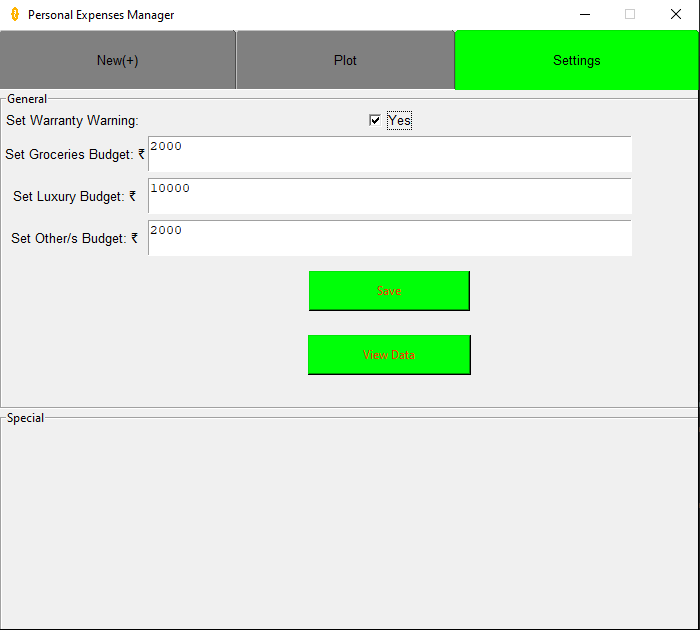 Personal Expenses Manager
New(+) Plot Settings
General
Set Warranty Warning: Yes
Set Groceries Budget: ₹ 2000
Set Luxury Budget: ₹ 10000
Set Other/s Budget: ₹ 2000
Save
View Data
Special